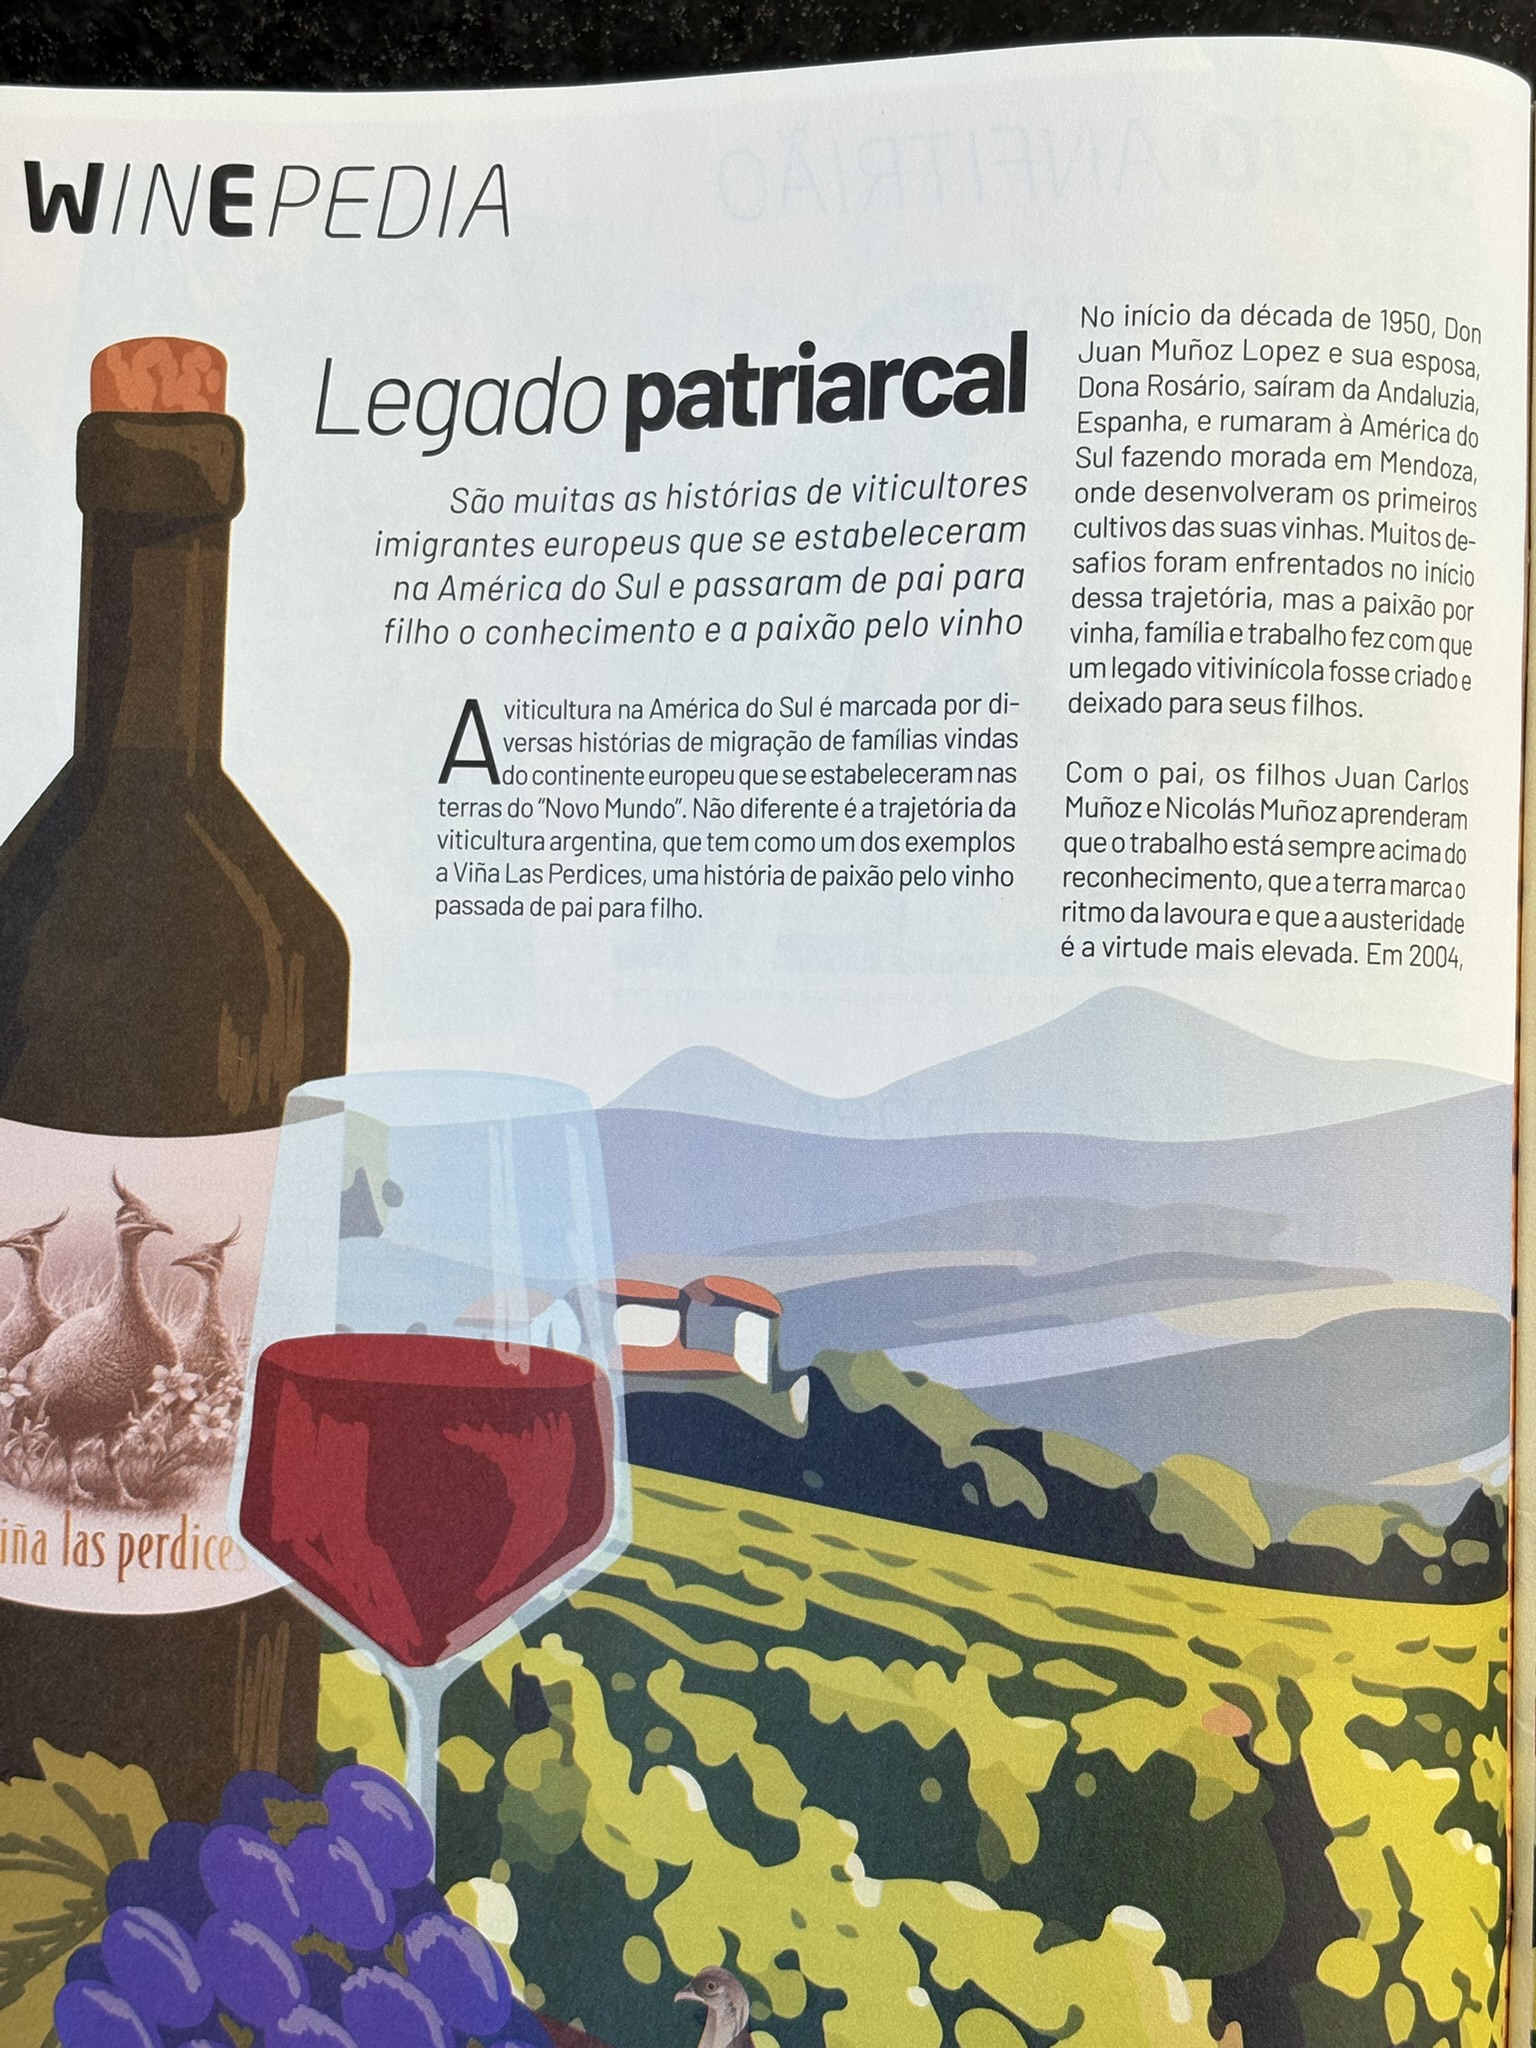 WINEPEDIA
Legado patriarcal
São muitas as histórias de viticultores
imigrantes europeus que se estabeleceram
na América do Sul e passaram de pai para
filho o conhecimento e a paixão pelo vinho
A viticultura na América do Sul é marcada por di-
versas histórias de migração de famílias vindas
do continente europeu que se estabeleceram nas
terras do “Novo Mundo”. Não diferente é a trajetória da
viticultura argentina, que tem como um dos exemplos
a Viña Las Perdices, uma história de paixão pelo vinho
passada de pai para filho.
No início da década de 1950, Don
Juan Muñoz Lopez e sua esposa,
Dona Rosário, saíram da Andaluzia,
Espanha, e rumaram à América do
Sul fazendo morada em Mendoza,
onde desenvolveram os primeiros
cultivos das suas vinhas. Muitos de-
safios foram enfrentados no início
dessa trajetória, mas a paixão por
vinha, família e trabalho fez com que
um legado vitivinícola fosse criado e
deixado para seus filhos.
Com o pai, os filhos Juan Carlos
Muñoz e Nicolás Muñoz aprenderam
que o trabalho está sempre acima do
reconhecimento, que a terra marca o
ritmo da lavoura e que a austeridade
é a virtude mais elevada. Em 2004,
iña las perdices